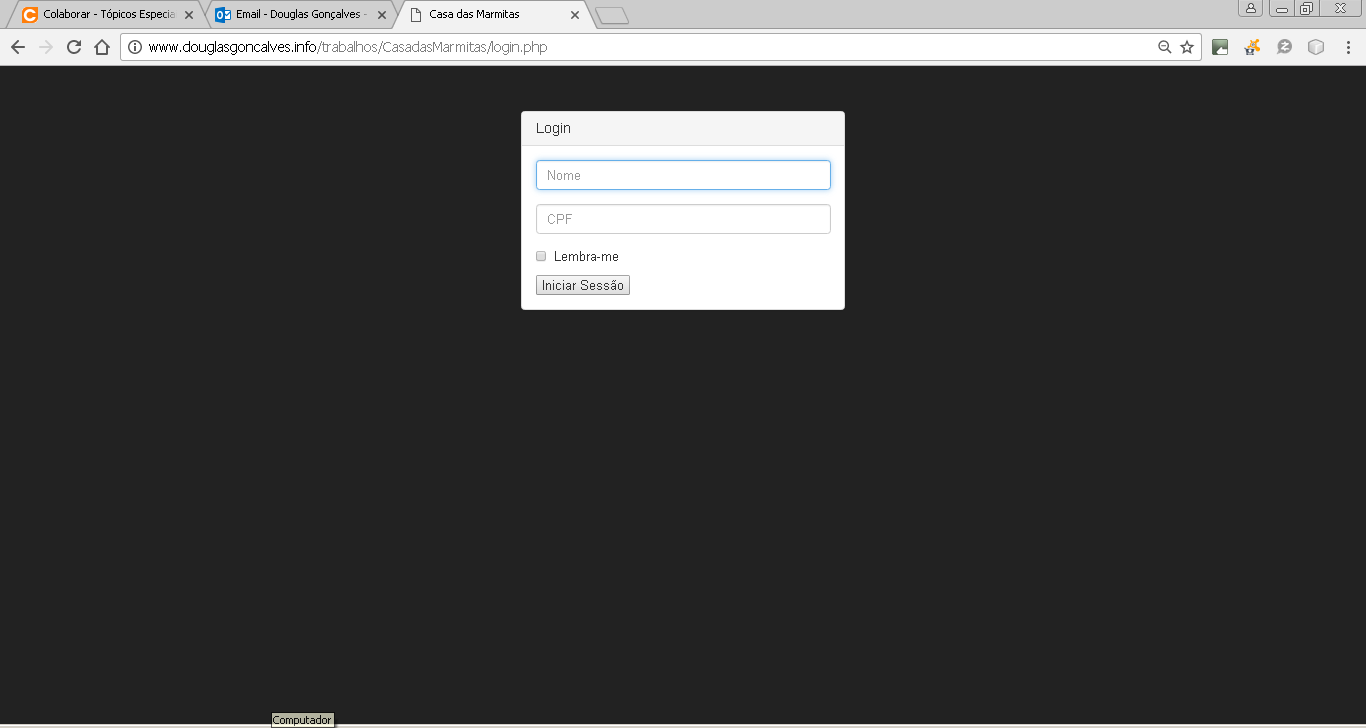 Colaborar - Tópicos Especia
Email - Douglas Gonçalves -
Casa das Marmitas
www.douglasgoncalves.info/trabalhos/CasadasMarmitas/login.php
Login
Nome
CPF
Lembra-me
Iniciar Sessão
Computador